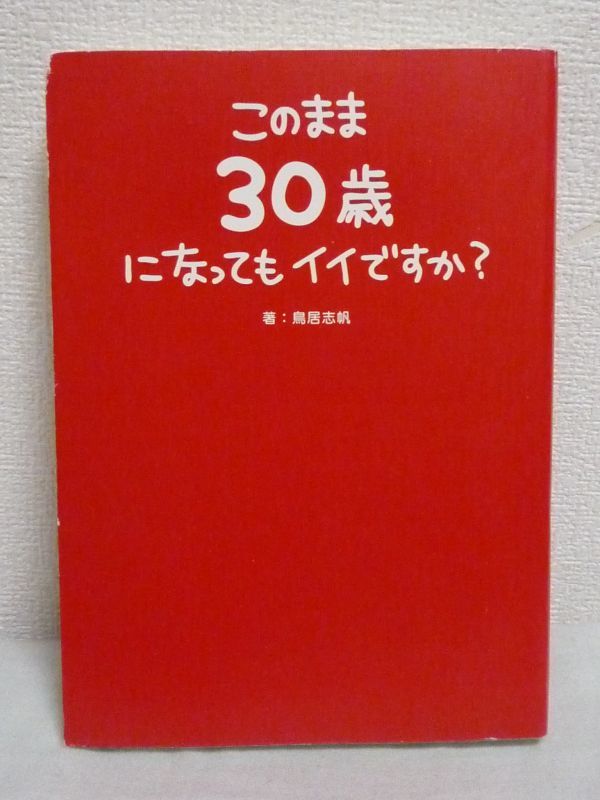 このまま
30歳
になってもイイですか?
著:鳥居志帆